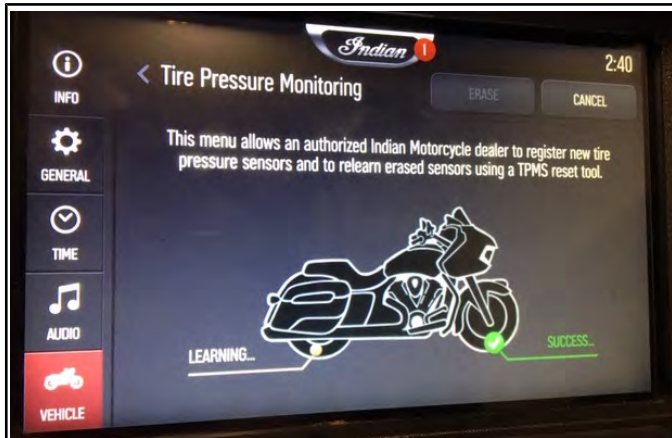 Indian
1
2:40
INFO
< Tire Pressure Monitoring
ERASE
CANCEL
This menu allows an authorized Indian Motorcycle dealer to register new tire
pressure sensors and to relearn erased sensors using a TPMS reset tool.
GENERAL
TIME
AUDIO
LEARNING...
SUCCESS...
VEHICLE